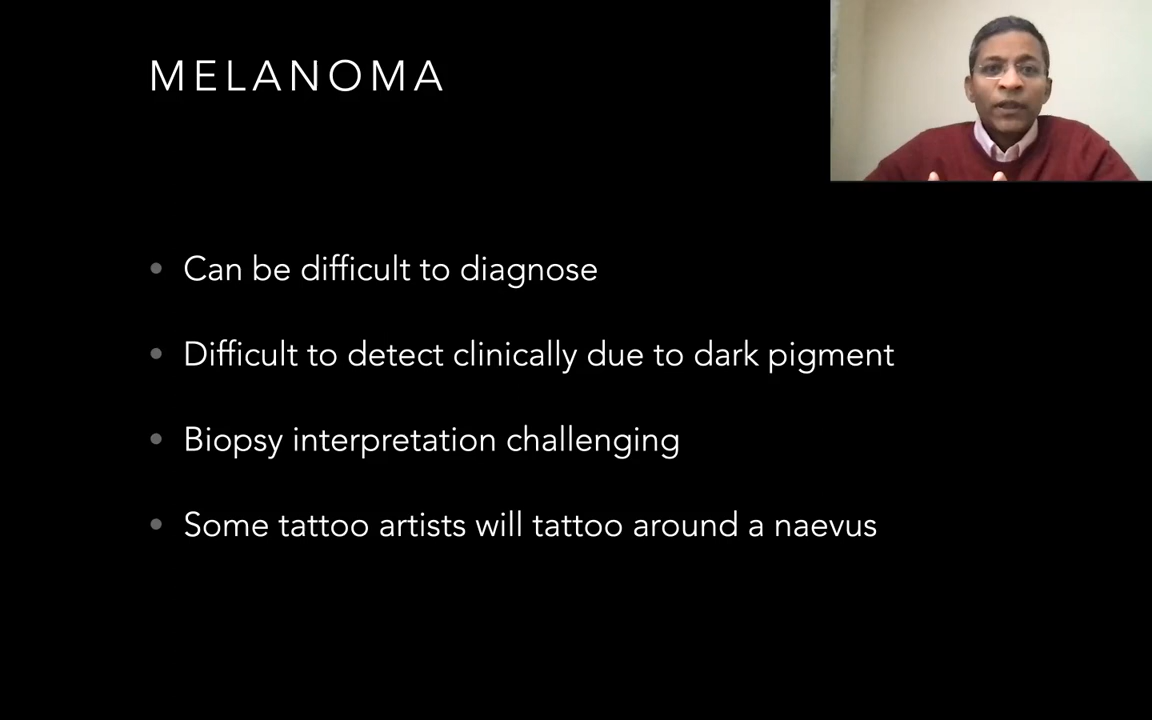 MELANOMA
Can be difficult to diagnose
Difficult to detect clinically due to dark pigment
Biopsy interpretation challenging
Some tattoo artists will tattoo around a naevus